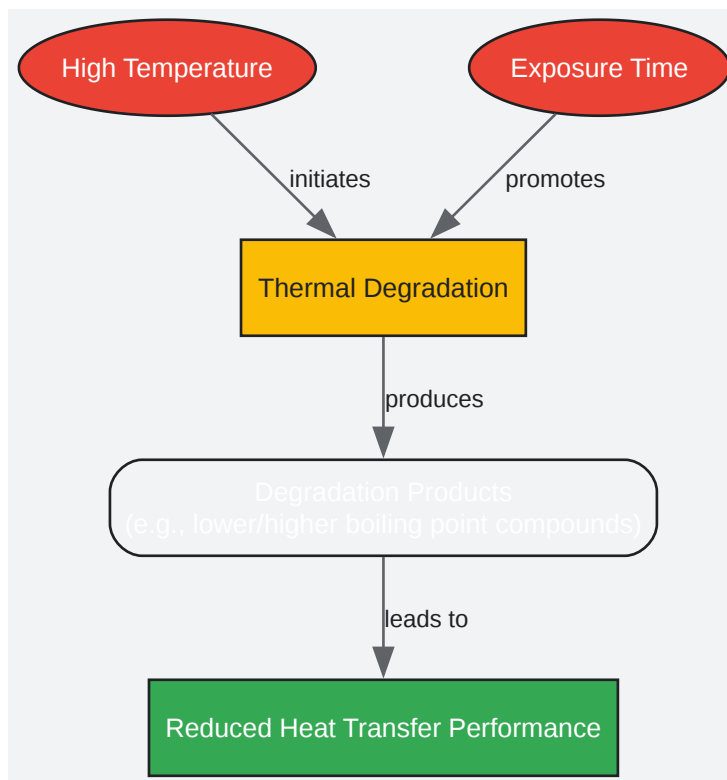 High Temperature
Exposure Time
initiates
promotes
Thermal Degradation
produces
Degradation Products
(e.g., lower/higher boiling point compounds)
leads to
Reduced Heat Transfer Performance